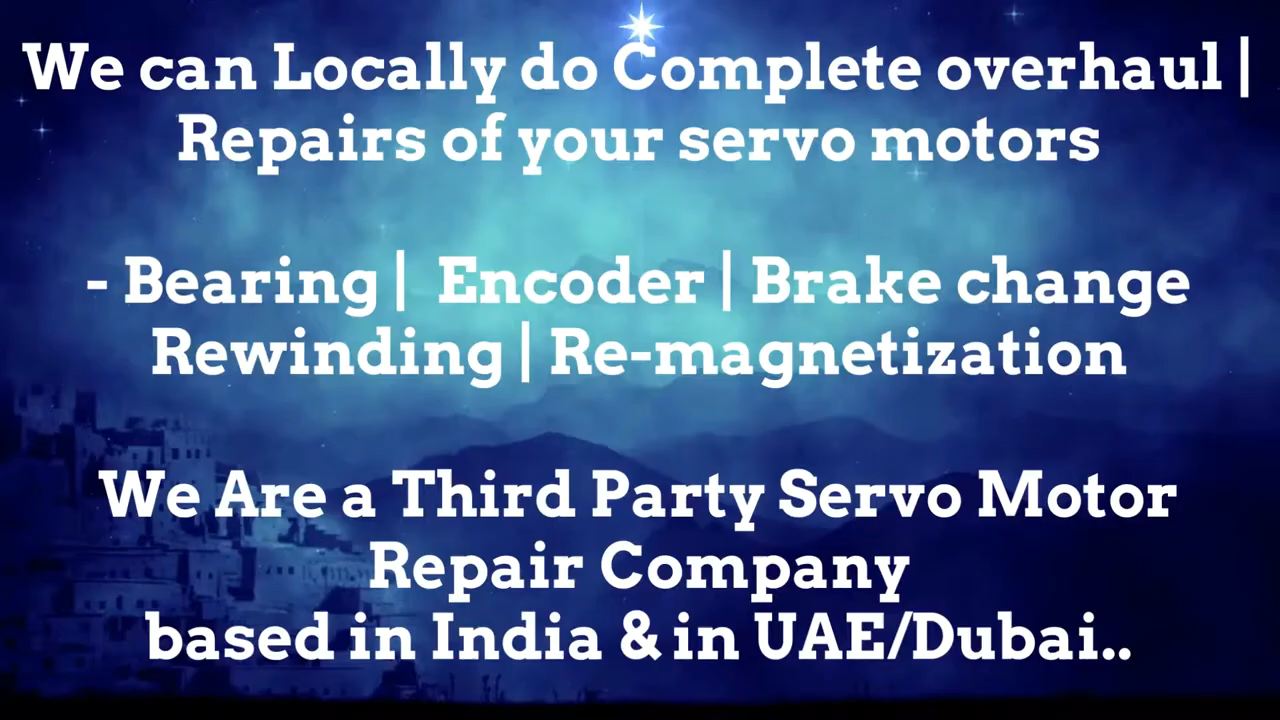 We can Locally do Complete overhaul |
Repairs of your servo motors
- Bearing | Encoder | Brake change
Rewinding | Re-magnetization
We Are a Third Party Servo Motor
Repair Company
based in India & in UAE/Dubai..